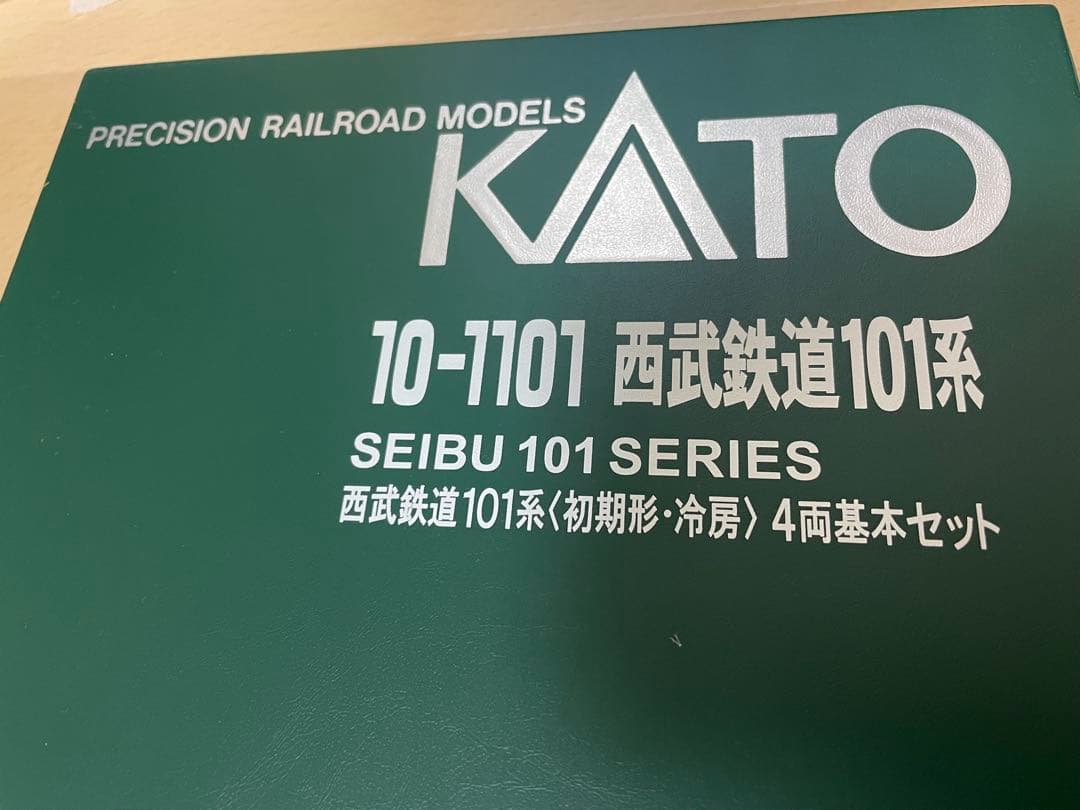 PRECISION RAILROAD MODELS
KATO
10-1101 西武鉄道101系
SEIBU 101 SERIES
西武鉄道101系〈初期形・冷房〉4両基本セット